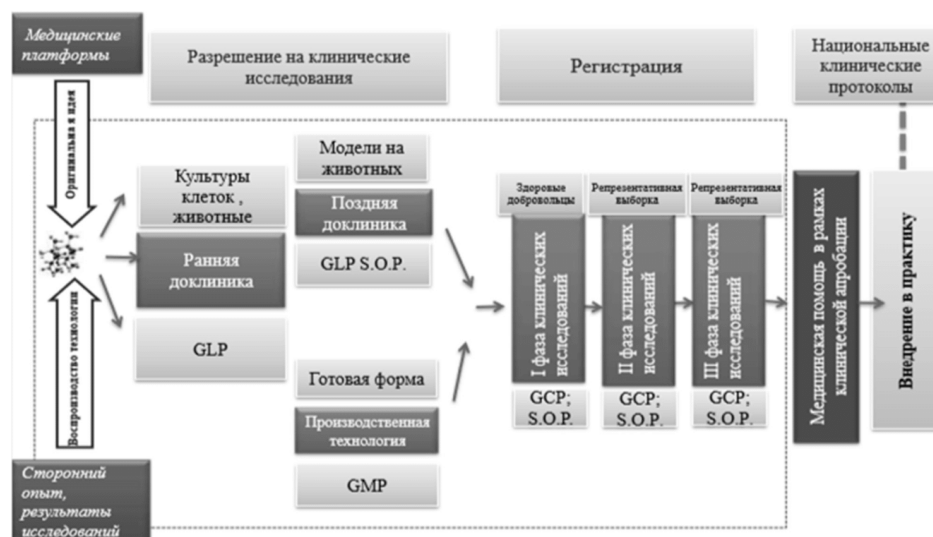 Медицинские
платформы
Разрешение на клинические
исследования
Регистрация
Национальные
клинические
протоколы
Оригинальна я идея
Воспроизводство технологии
Сторонний
опыт,
результаты
исследований
Культуры
клеток ,
животные
Ранняя
доклиника
GLP
Модели на
животных
Поздняя
доклиника
GLP S.O.P.
Готовая форма
Производственная
технология
GMP
Здоровые
добровольцы
I фаза клинических
исследований
GCP;
S.O.P.
Репрезентативная
выборка
II фаза клинических
исследований
GCP;
S.O.P.
Репрезентативная
выборка
III фаза клинических
исследований
GCP;
S.O.P.
Медицинская помощь в рамках
клинической апробации
Внедрение в практику